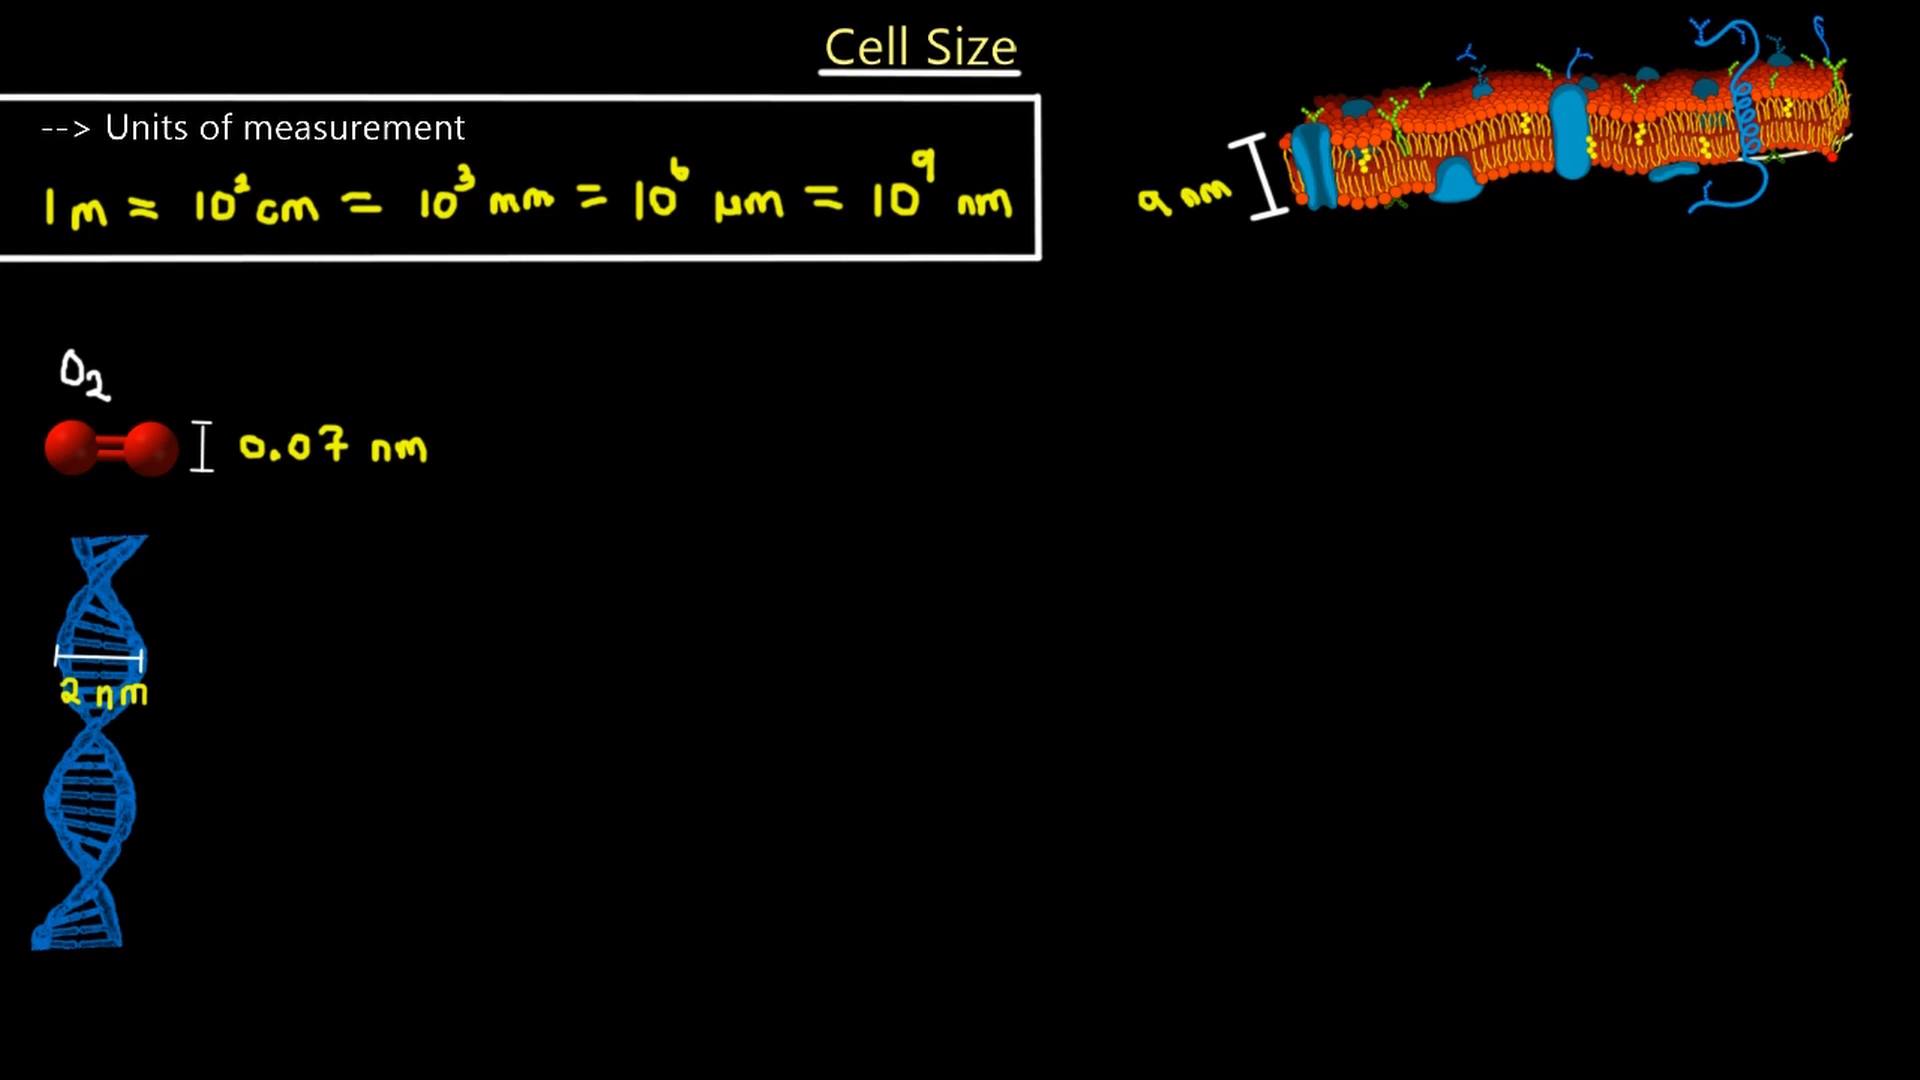 Cell Size
--> Units of measurement
1 m = 10² cm = 10³ mm = 10⁶ µm = 10⁹ nm
9 nm
O₂
0.07 nm
2 nm